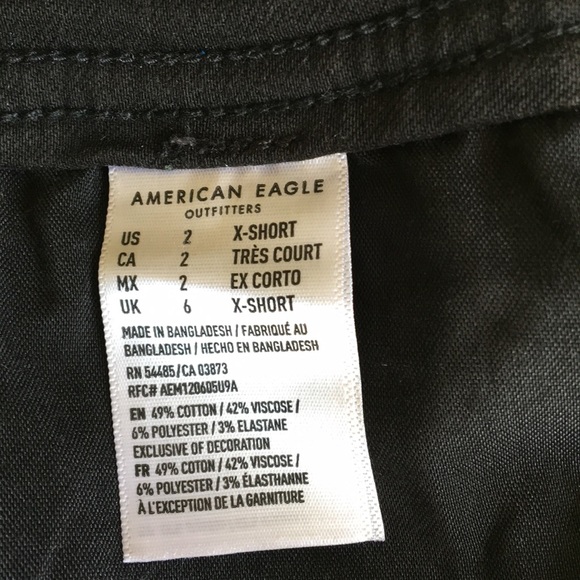 AMERICAN EAGLE
OUTFITTERS
US 2 X-SHORT
CA 2 TRÈS COURT
MX 2 EX CORTO
UK 6 X-SHORT
MADE IN BANGLADESH / FABRIQUÉ AU
BANGLADESH / HECHO EN BANGLADESH
RN 54485/CA 03873
RFC# AEM120605U9A
EN 49% COTTON / 42% VISCOSE /
6% POLYESTER / 3% ELASTANE
EXCLUSIVE OF DECORATION
FR 49% COTON / 42% VISCOSE /
6% POLYESTER / 3% ÉLASTHANNE
À L'EXCEPTION DE LA GARNITURE